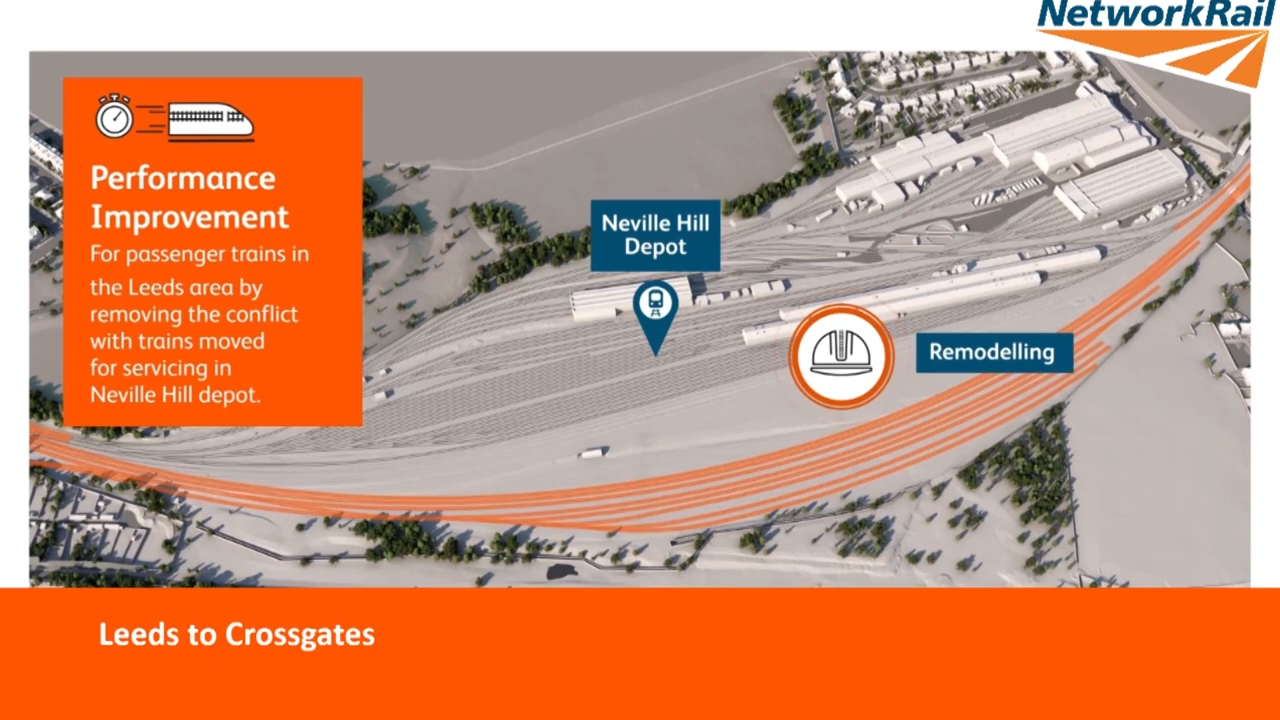 NetworkRail
Performance
Improvement
For passenger trains in
the Leeds area by
removing the conflict
with trains moved
for servicing in
Neville Hill depot.
Neville Hill
Depot
Remodelling
Leeds to Crossgates